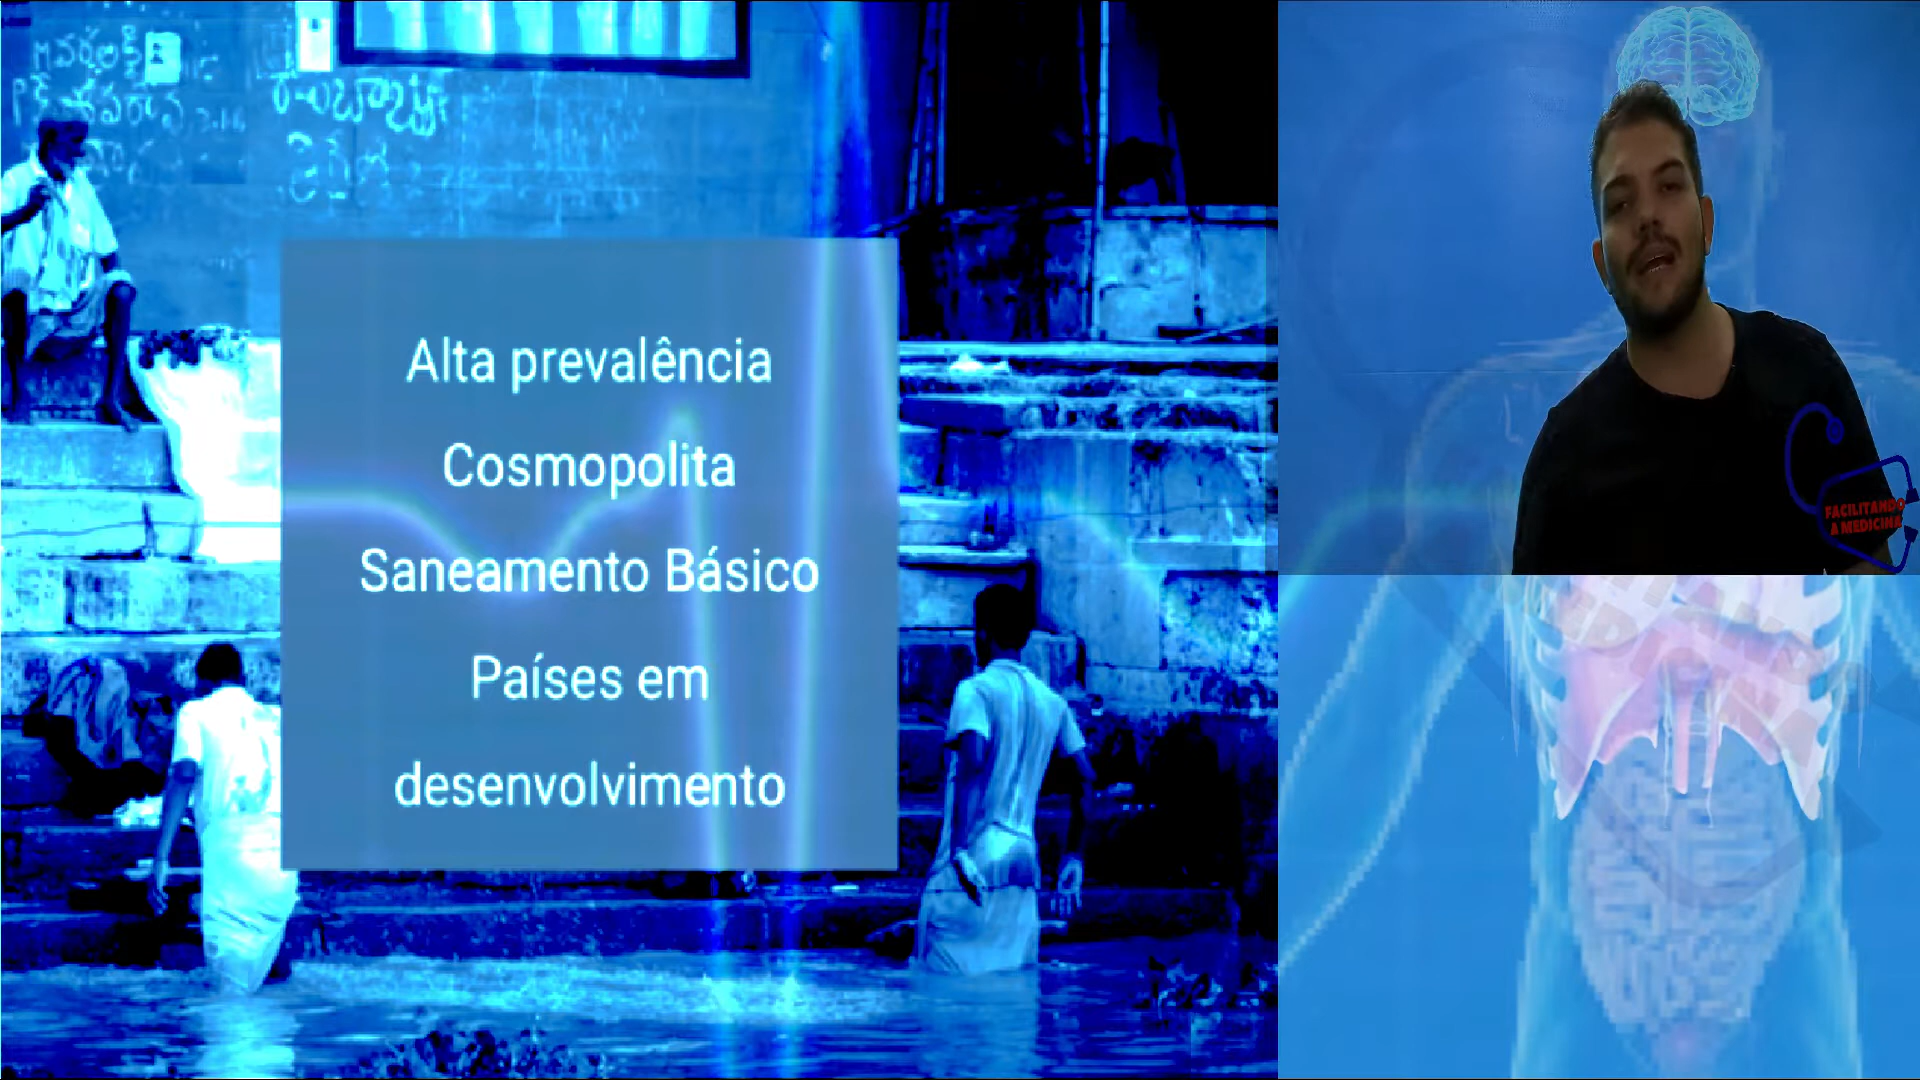 Alta prevalência
Cosmopolita
Saneamento Básico
Países em
desenvolvimento
FACILITANDO
A MEDICINA